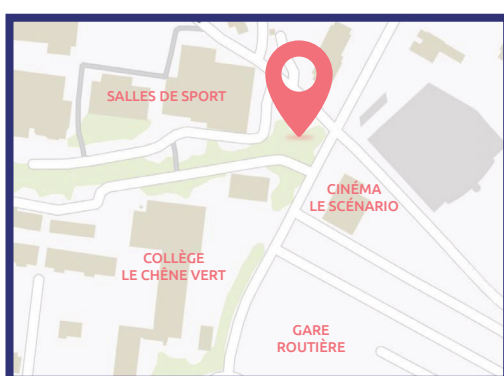 SALLES DE SPORT
CINÉMA
LE SCÉNARIO
COLLÈGE
LE CHÊNE VERT
GARE
ROUTIÈRE